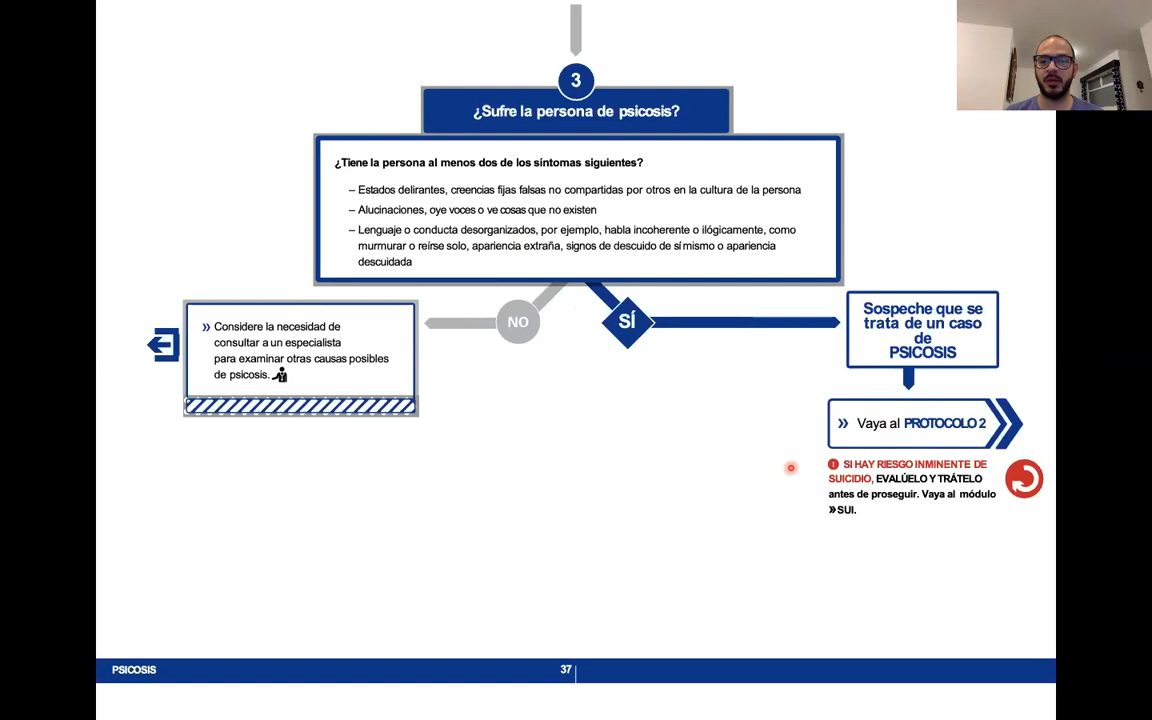 3
¿Sufre la persona de psicosis?
¿Tiene la persona al menos dos de los síntomas siguientes?
– Estados delirantes, creencias fijas falsas no compartidas por otros en la cultura de la persona
– Alucinaciones, oye voces o ve cosas que no existen
– Lenguaje o conducta desorganizados, por ejemplo, habla incoherente o ilógicamente, como
murmurar o reírse solo, apariencia extraña, signos de descuido de sí mismo o apariencia
descuidada
NO
SÍ
» Considere la necesidad de
consultar a un especialista
para examinar otras causas posibles
de psicosis.
Sospeche que se
trata de un caso
de
PSICOSIS
» Vaya al PROTOCOLO 2
! SI HAY RIESGO INMINENTE DE
SUICIDIO, EVALÚELO Y TRÁTELO
antes de proseguir. Vaya al módulo
»SUI.
PSICOSIS
37